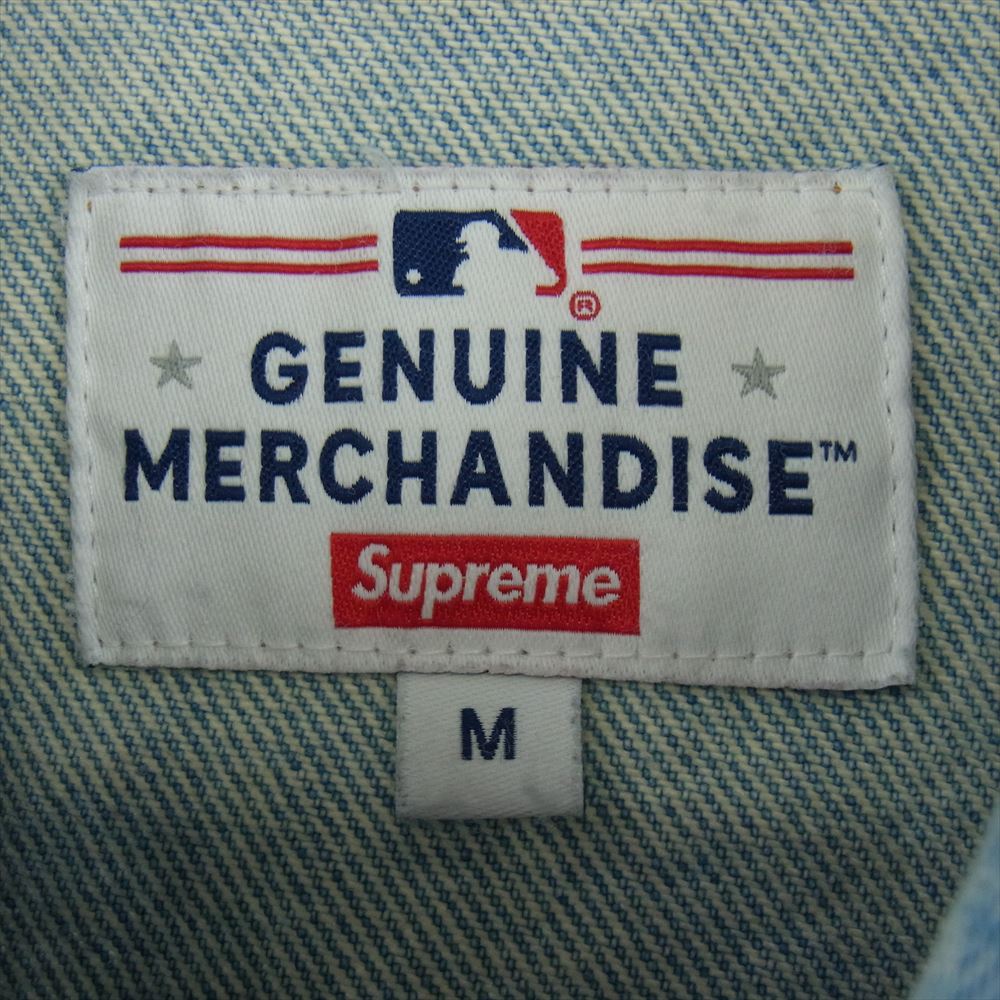 ®
GENUINE
MERCHANDISE™
Supreme
M